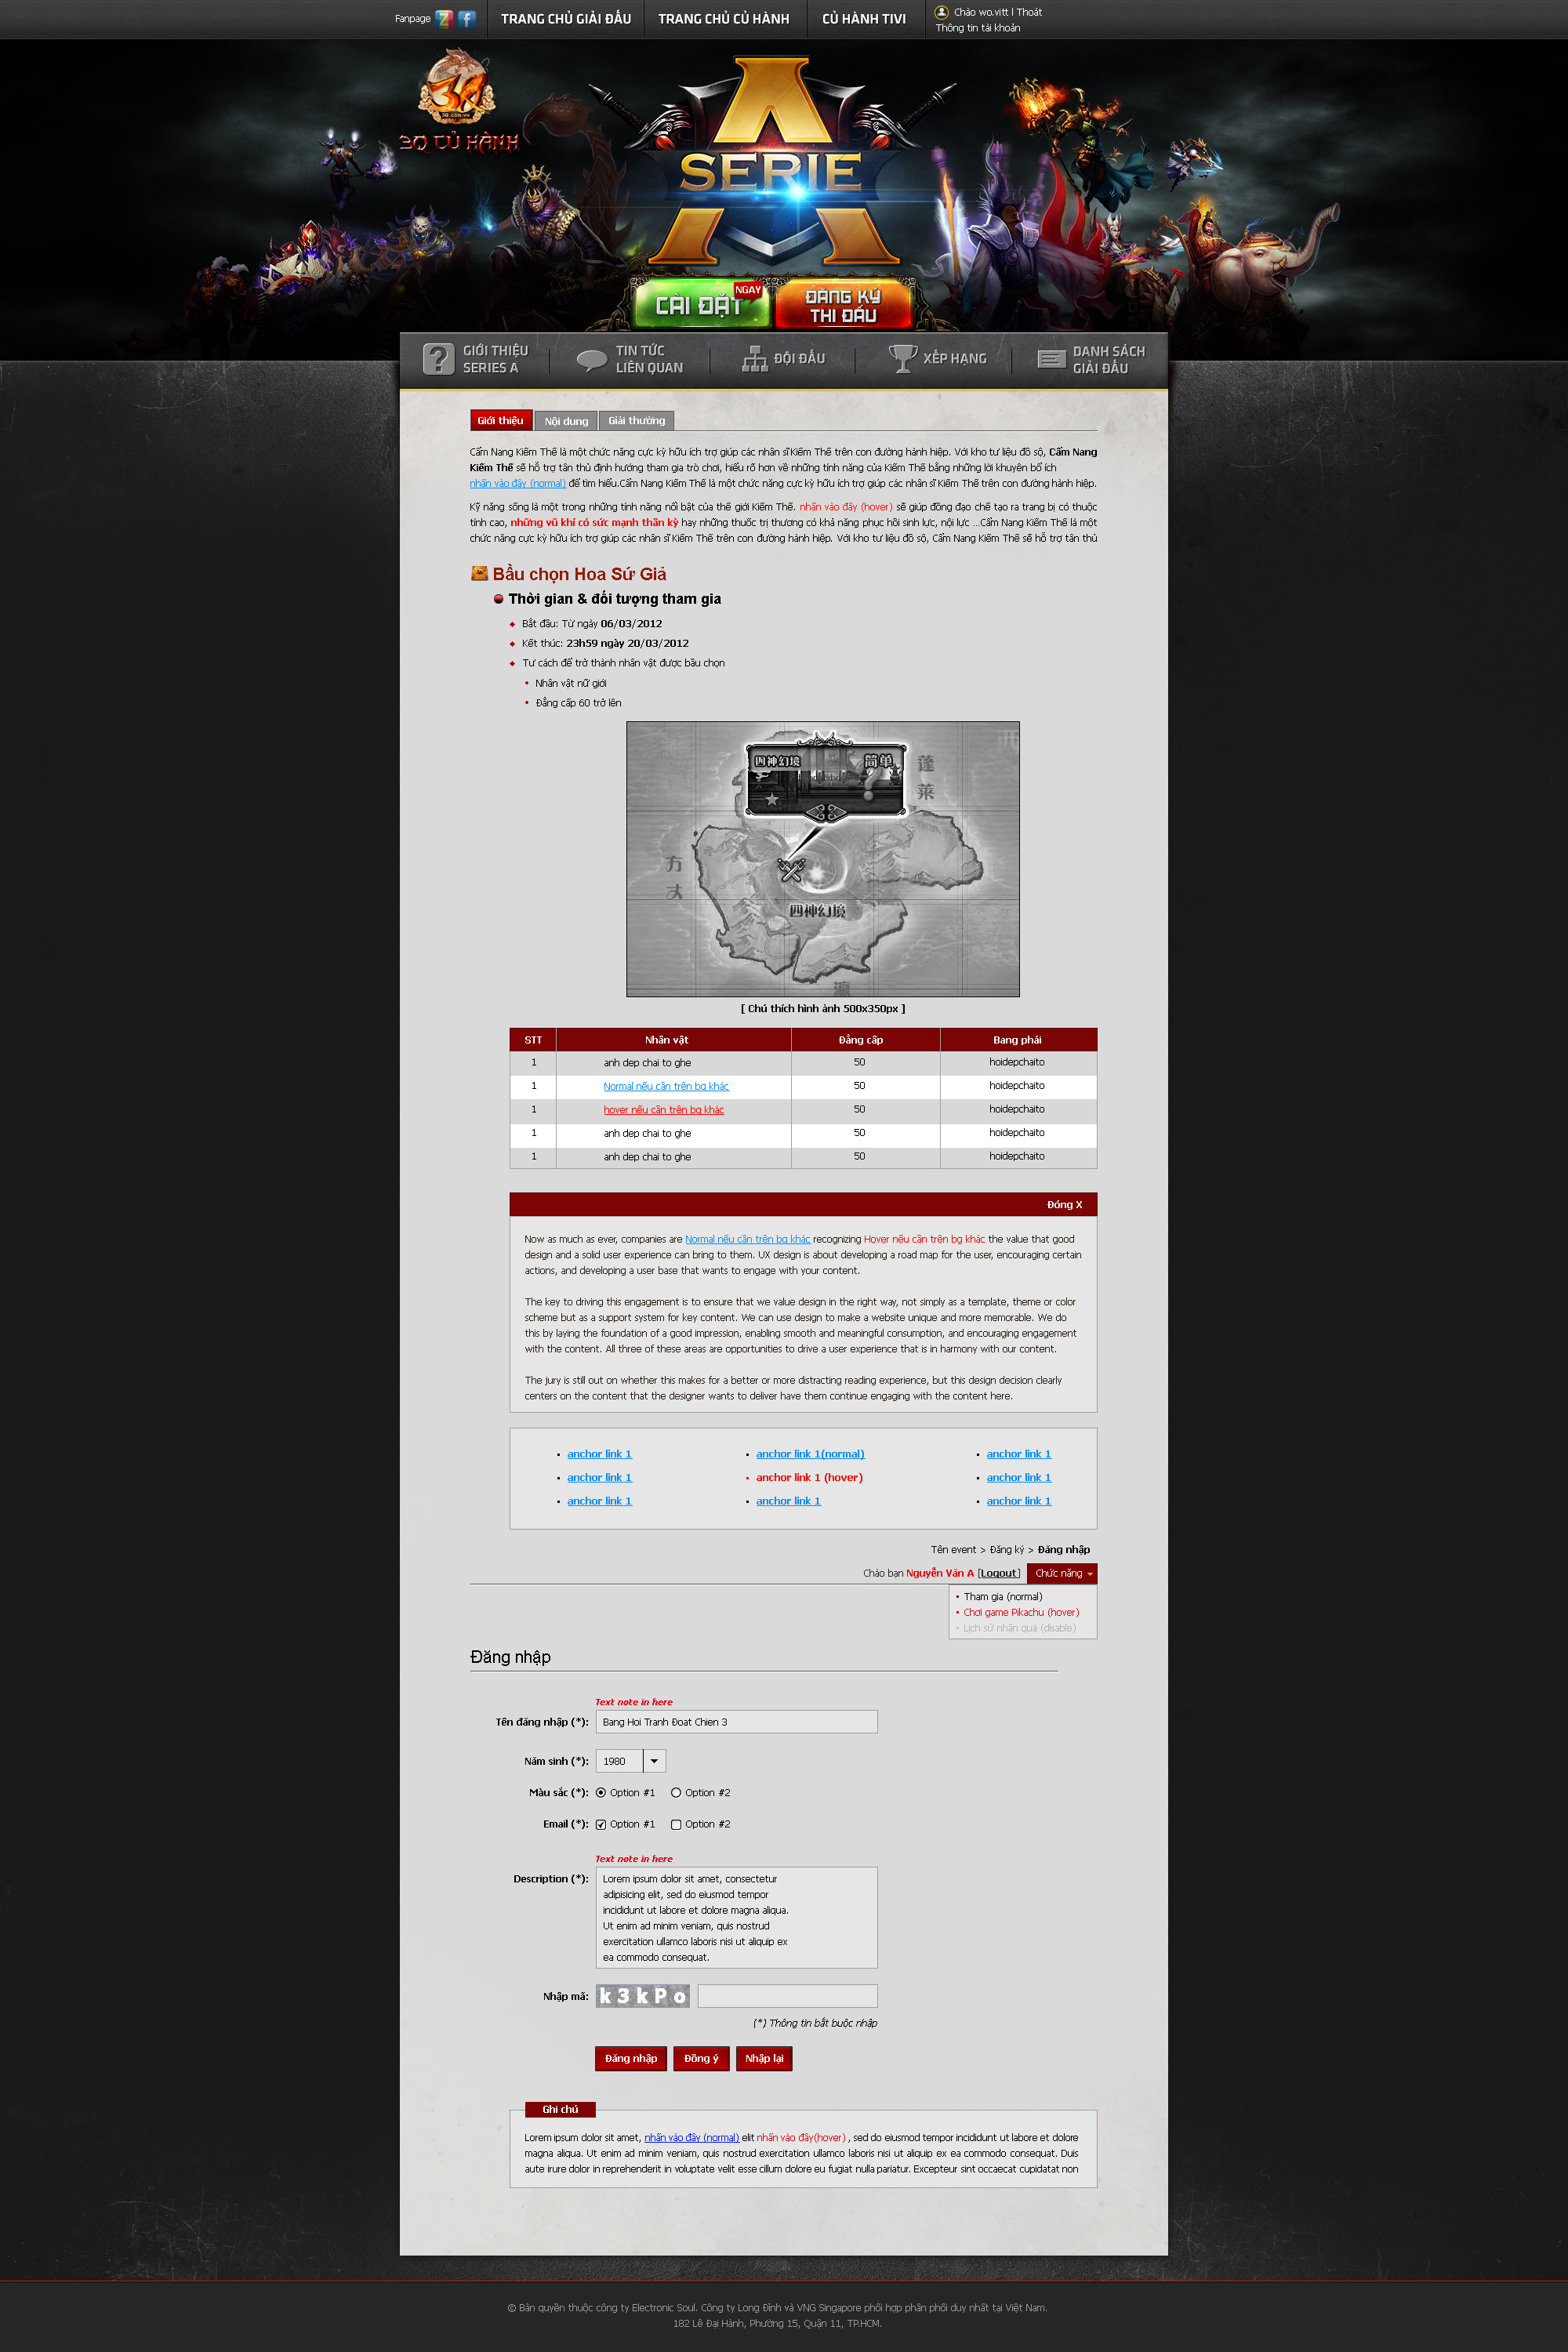 Fanpage
TRANG CHỦ GIẢI ĐẤU
TRANG CHỦ CỦ HÀNH
CỦ HÀNH TIVI
Chào wo.vitt | Thoát
Thông tin tài khoản
3Q
3Q.COM.VN
3Q CỦ HÀNH
SERIE
A
CÀI ĐẶT
NGAY
ĐĂNG KÝ
THI ĐẤU
GIỚI THIỆU
SERIES A
TIN TỨC
LIÊN QUAN
ĐỘI ĐẤU
XẾP HẠNG
DANH SÁCH
GIẢI ĐẤU
Giới thiệu
Nội dung
Giải thưởng
Cẩm Nang Kiếm Thế là một chức năng cực kỳ hữu ích trợ giúp các nhân sĩ Kiếm Thế trên con đường hành hiệp. Với kho tư liệu đồ sộ, Cẩm Nang
Kiếm Thế sẽ hỗ trợ tân thủ định hướng tham gia trò chơi, hiểu rõ hơn về những tính năng của Kiếm Thế bằng những lời khuyên bổ ích
nhấn vào đây (normal) để tìm hiểu.Cẩm Nang Kiếm Thế là một chức năng cực kỳ hữu ích trợ giúp các nhân sĩ Kiếm Thế trên con đường hành hiệp.
Kỹ năng sống là một trong những tính năng nổi bật của thế giới Kiếm Thế. nhấn vào đây (hover) sẽ giúp đồng đạo chế tạo ra trang bị có thuộc
tính cao, những vũ khí có sức mạnh thần kỳ hay những thuốc trị thương có khả năng phục hồi sinh lực, nội lực ...Cẩm Nang Kiếm Thế là một
chức năng cực kỳ hữu ích trợ giúp các nhân sĩ Kiếm Thế trên con đường hành hiệp. Với kho tư liệu đồ sộ, Cẩm Nang Kiếm Thế sẽ hỗ trợ tân thủ
Bầu chọn Hoa Sứ Giả
Thời gian & đối tượng tham gia
Bắt đầu: Từ ngày 06/03/2012
Kết thúc: 23h59 ngày 20/03/2012
Tư cách để trở thành nhân vật được bầu chọn
Nhân vật nữ giới
Đẳng cấp 60 trở lên
四神幻境
简单
蓬莱
方丈
四神幻境
瀛
[ Chú thích hình ảnh 500x350px ]
STT Nhân vật Đẳng cấp Bang phái
1 anh dep chai to ghe 50 hoidepchaito
1 Normal nếu cần trên bg khác 50 hoidepchaito
1 hover nếu cần trên bg khác 50 hoidepchaito
1 anh dep chai to ghe 50 hoidepchaito
1 anh dep chai to ghe 50 hoidepchaito
Đóng X
Now as much as ever, companies are Normal nếu cần trên bg khác recognizing Hover nếu cần trên bg khác the value that good
design and a solid user experience can bring to them. UX design is about developing a road map for the user, encouraging certain
actions, and developing a user base that wants to engage with your content.
The key to driving this engagement is to ensure that we value design in the right way, not simply as a template, theme or color
scheme but as a support system for key content. We can use design to make a website unique and more memorable. We do
this by laying the foundation of a good impression, enabling smooth and meaningful consumption, and encouraging engagement
with the content. All three of these areas are opportunities to drive a user experience that is in harmony with our content.
The jury is still out on whether this makes for a better or more distracting reading experience, but this design decision clearly
centers on the content that the designer wants to deliver have them continue engaging with the content here.
anchor link 1 anchor link 1(normal) anchor link 1
anchor link 1 anchor link 1 (hover) anchor link 1
anchor link 1 anchor link 1 anchor link 1
Tên event > Đăng ký > Đăng nhập
Chào bạn Nguyễn Văn A [Logout] Chức năng
Tham gia (normal)
Chơi game Pikachu (hover)
Lịch sử nhận quà (disable)
Đăng nhập
Text note in here
Tên đăng nhập (*): Bang Hoi Tranh Đoat Chien 3
Năm sinh (*): 1980
Màu sắc (*): Option #1 Option #2
Email (*): Option #1 Option #2
Text note in here
Description (*): Lorem ipsum dolor sit amet, consectetur
adipisicing elit, sed do eiusmod tempor
incididunt ut labore et dolore magna aliqua.
Ut enim ad minim veniam, quis nostrud
exercitation ullamco laboris nisi ut aliquip ex
ea commodo consequat.
Nhập mã: k3kPo
(*) Thông tin bắt buộc nhập
Đăng nhập Đồng ý Nhập lại
Ghi chú
Lorem ipsum dolor sit amet, nhấn vào đây (normal) elit nhấn vào đây(hover) , sed do eiusmod tempor incididunt ut labore et dolore
magna aliqua. Ut enim ad minim veniam, quis nostrud exercitation ullamco laboris nisi ut aliquip ex ea commodo consequat. Duis
aute irure dolor in reprehenderit in voluptate velit esse cillum dolore eu fugiat nulla pariatur. Excepteur sint occaecat cupidatat non
© Bản quyền thuộc công ty Electronic Soul. Công ty Long Đỉnh và VNG Singapore phối hợp phân phối duy nhất tại Việt Nam.
182 Lê Đại Hành, Phường 15, Quận 11, TP.HCM.